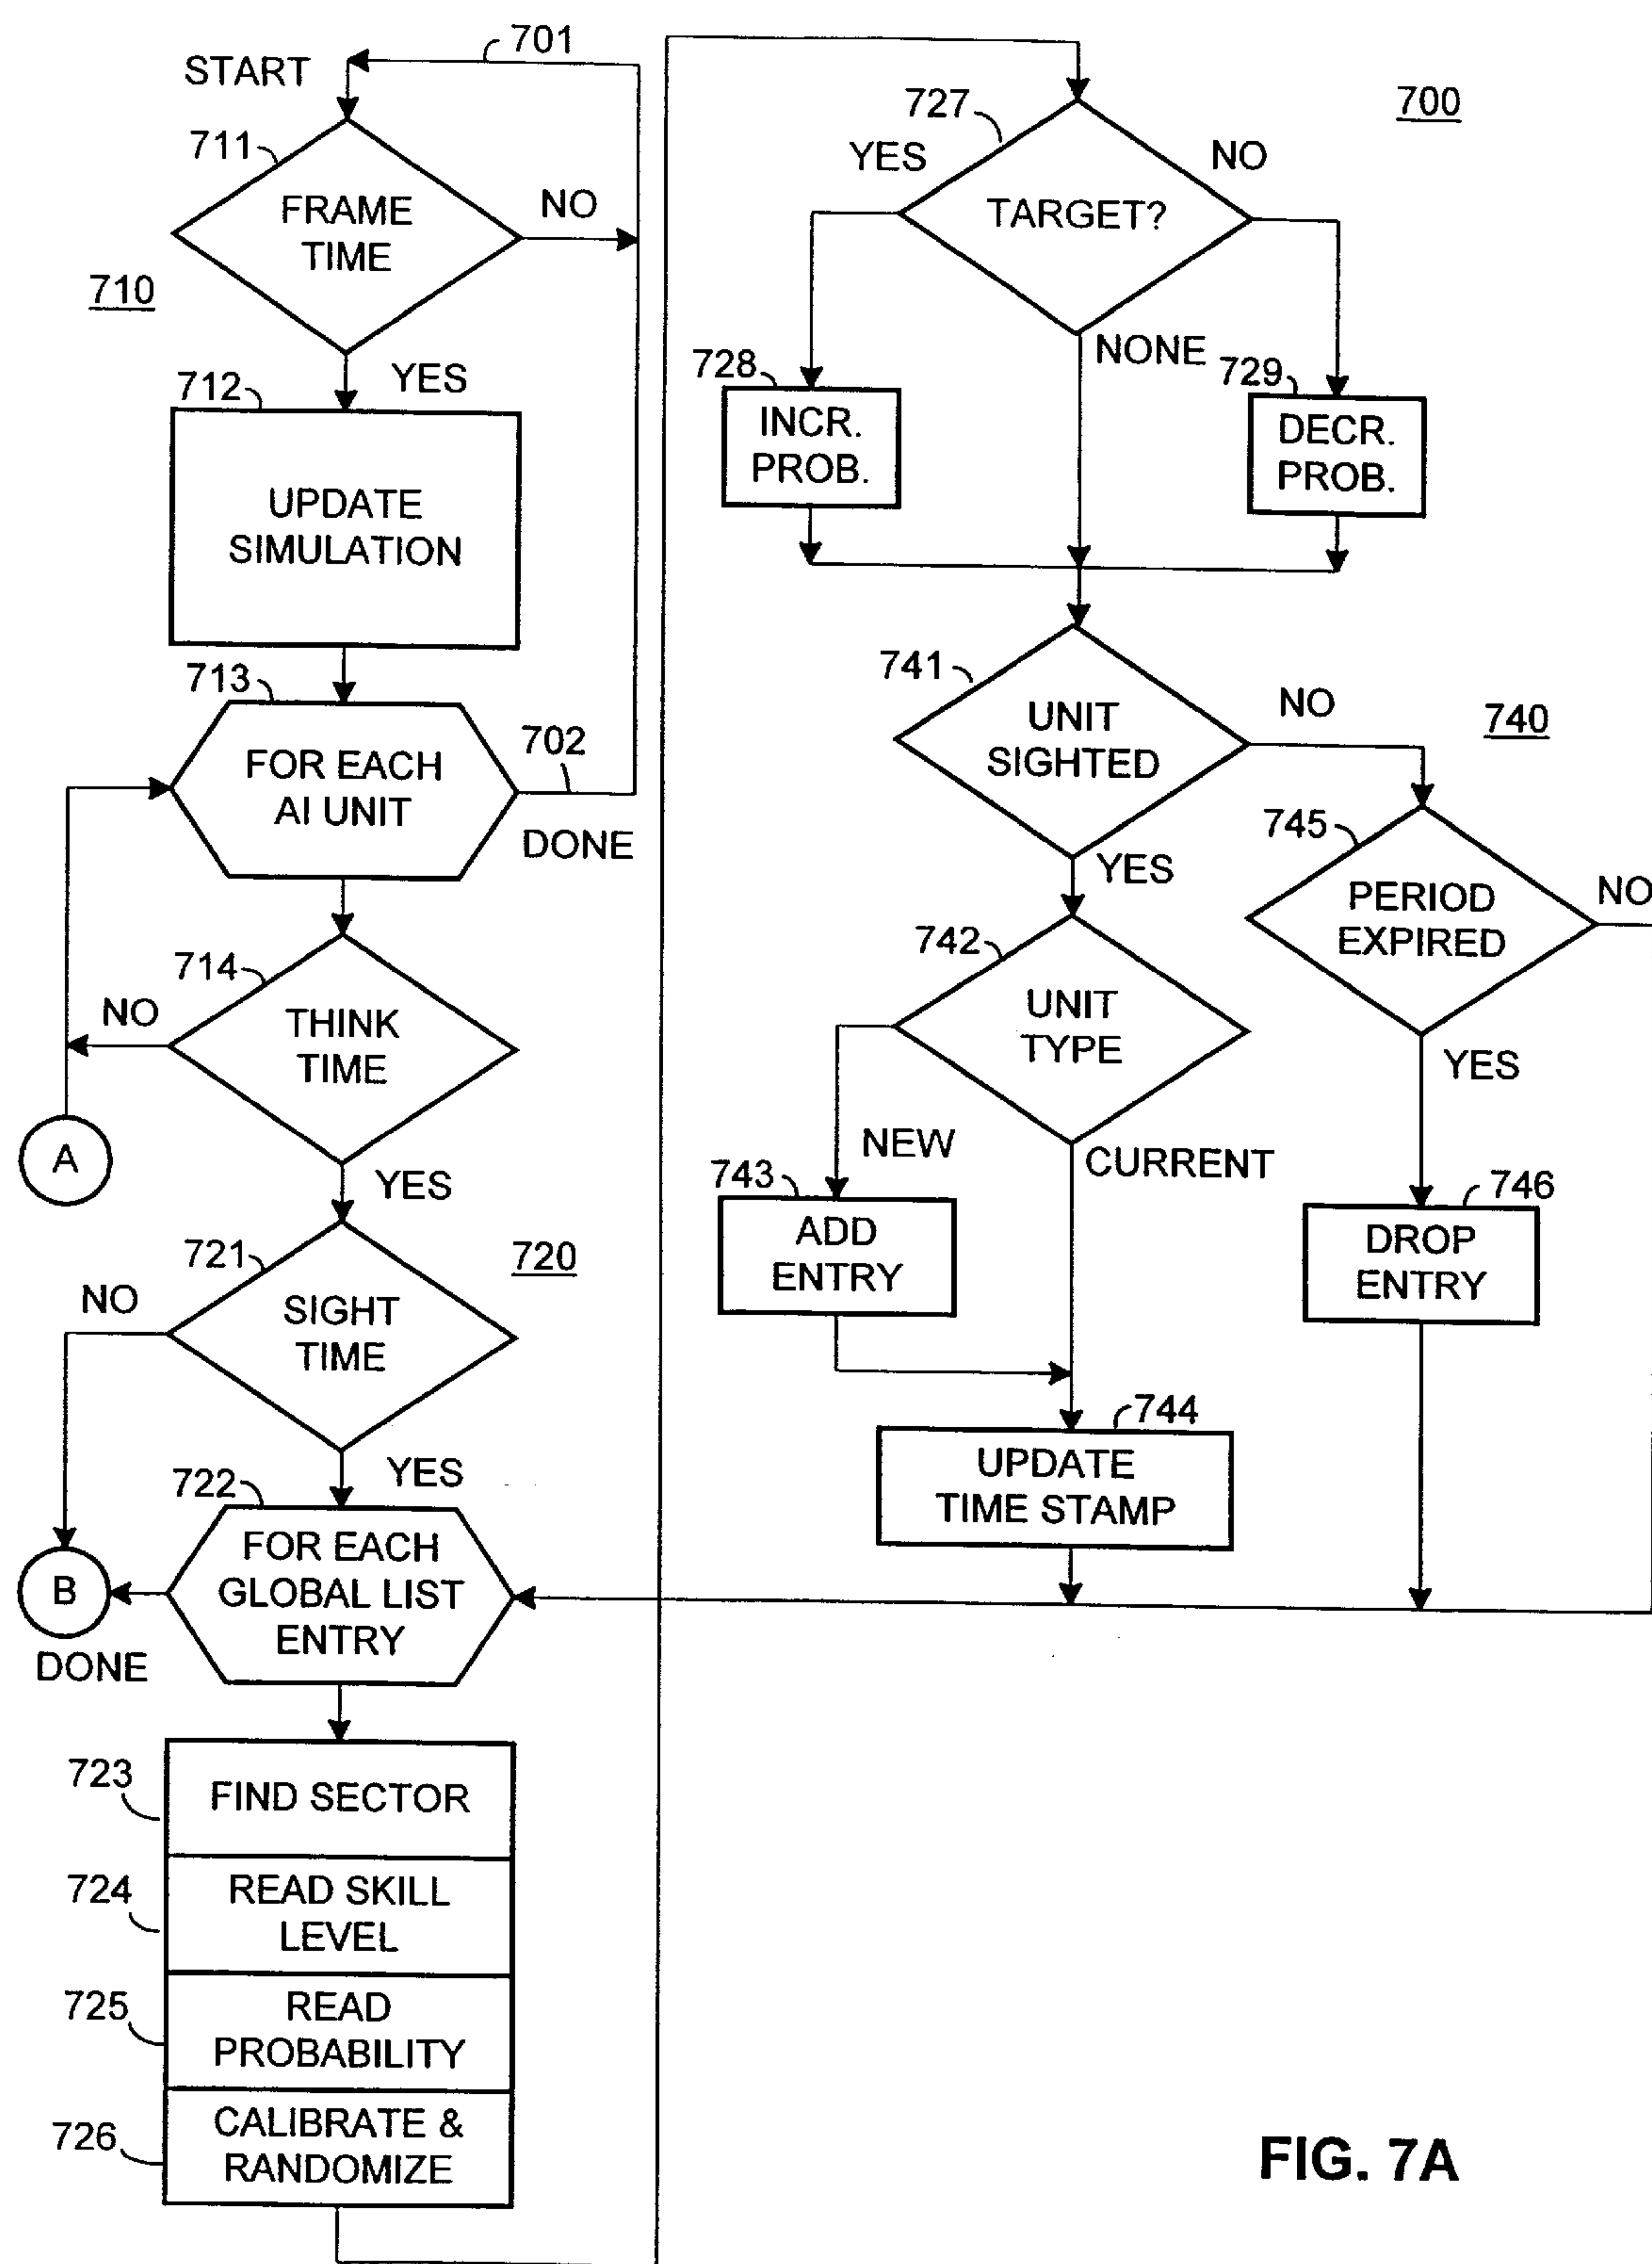 701
START
711
FRAME
TIME
NO
710
YES
712
UPDATE
SIMULATION
713
FOR EACH
AI UNIT
702
DONE
714
NO
THINK
TIME
A
YES
721
720
NO
SIGHT
TIME
YES
722
FOR EACH
GLOBAL LIST
ENTRY
B
DONE
723
FIND SECTOR
724
READ SKILL
LEVEL
725
READ
PROBABILITY
726
CALIBRATE &
RANDOMIZE
700
727
YES
NO
TARGET?
NONE
728
INCR.
PROB.
729
DECR.
PROB.
741
UNIT
SIGHTED
NO
740
YES
745
PERIOD
EXPIRED
NO
742
UNIT
TYPE
YES
NEW
CURRENT
743
ADD
ENTRY
746
DROP
ENTRY
744
UPDATE
TIME STAMP
FIG. 7A